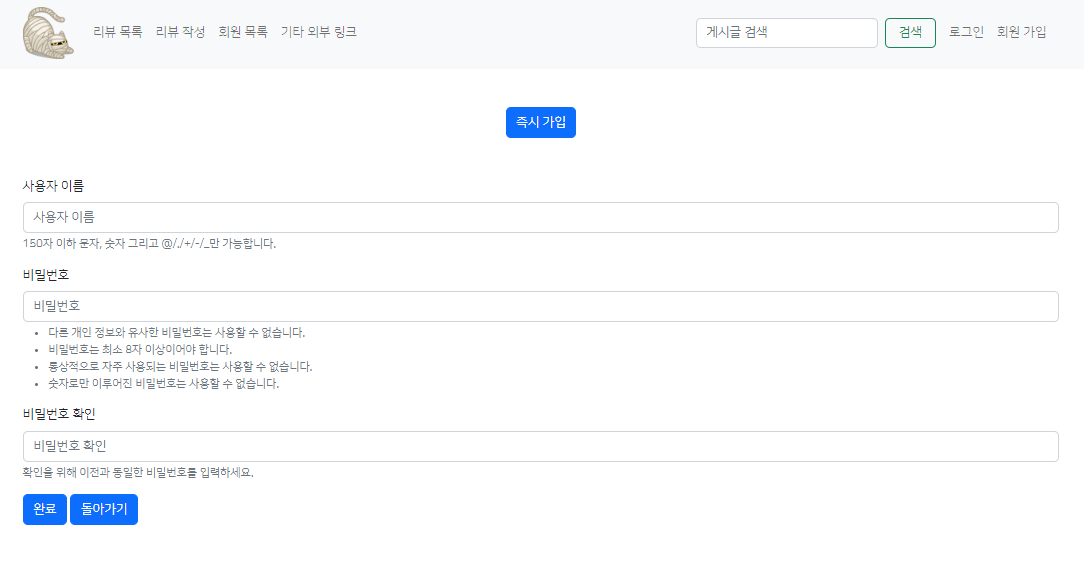 리뷰 목록 리뷰 작성 회원 목록 기타 외부 링크 게시글 검색 검색 로그인 회원 가입
즉시 가입
사용자 이름
사용자 이름
150자 이하 문자, 숫자 그리고 @/./+/-/_만 가능합니다.
비밀번호
비밀번호
• 다른 개인 정보와 유사한 비밀번호는 사용할 수 없습니다.
• 비밀번호는 최소 8자 이상이어야 합니다.
• 통상적으로 자주 사용되는 비밀번호는 사용할 수 없습니다.
• 숫자로만 이루어진 비밀번호는 사용할 수 없습니다.
비밀번호 확인
비밀번호 확인
확인을 위해 이전과 동일한 비밀번호를 입력하세요.
완료 돌아가기